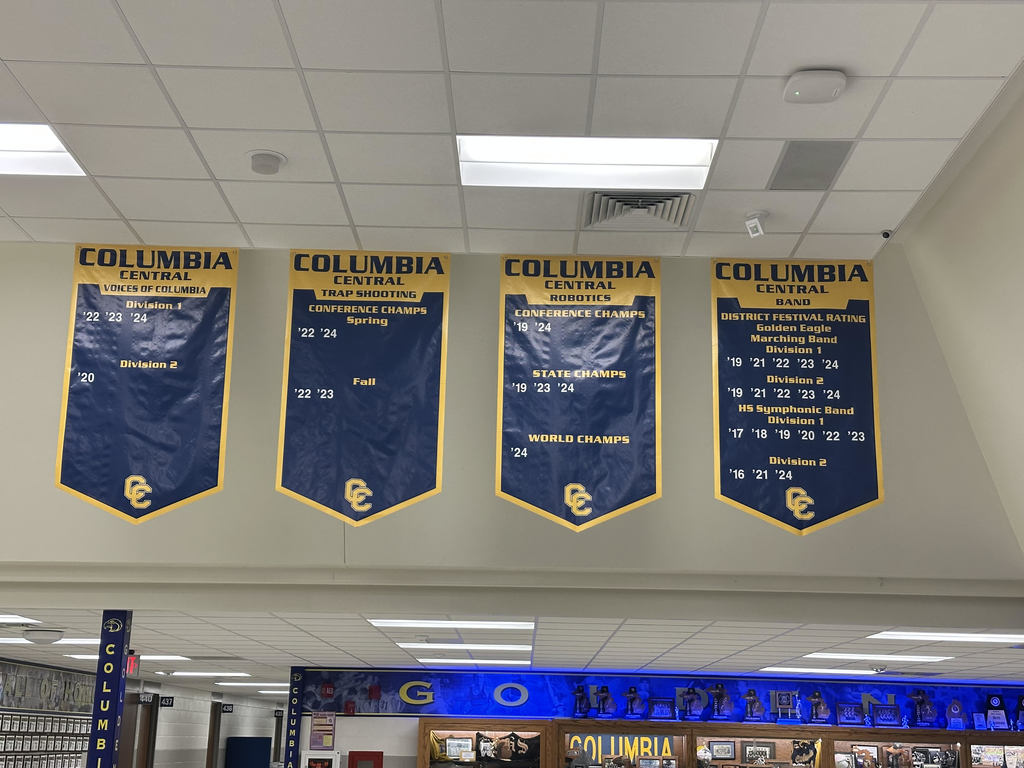 COLUMBIA
CENTRAL
VOICES OF COLUMBIA
Division 1
'22 '23 '24
Division 2
'20
CC
COLUMBIA
CENTRAL
TRAP SHOOTING
CONFERENCE CHAMPS
Spring
'22 '24
Fall
'22 '23
CC
COLUMBIA
CENTRAL
ROBOTICS
CONFERENCE CHAMPS
'19 '24
STATE CHAMPS
'19 '23 '24
WORLD CHAMPS
'24
CC
COLUMBIA
CENTRAL
BAND
DISTRICT FESTIVAL RATING
Golden Eagle
Marching Band
Division 1
'19 '21 '22 '23 '24
Division 2
'19 '21 '22 '23 '24
HS Symphonic Band
Division 1
'17 '18 '19 '20 '22 '23
Division 2
'16 '21 '24
CC
COLUMBI
COLUMBIA
GOLDEN
COLUMBIA
440
437
436